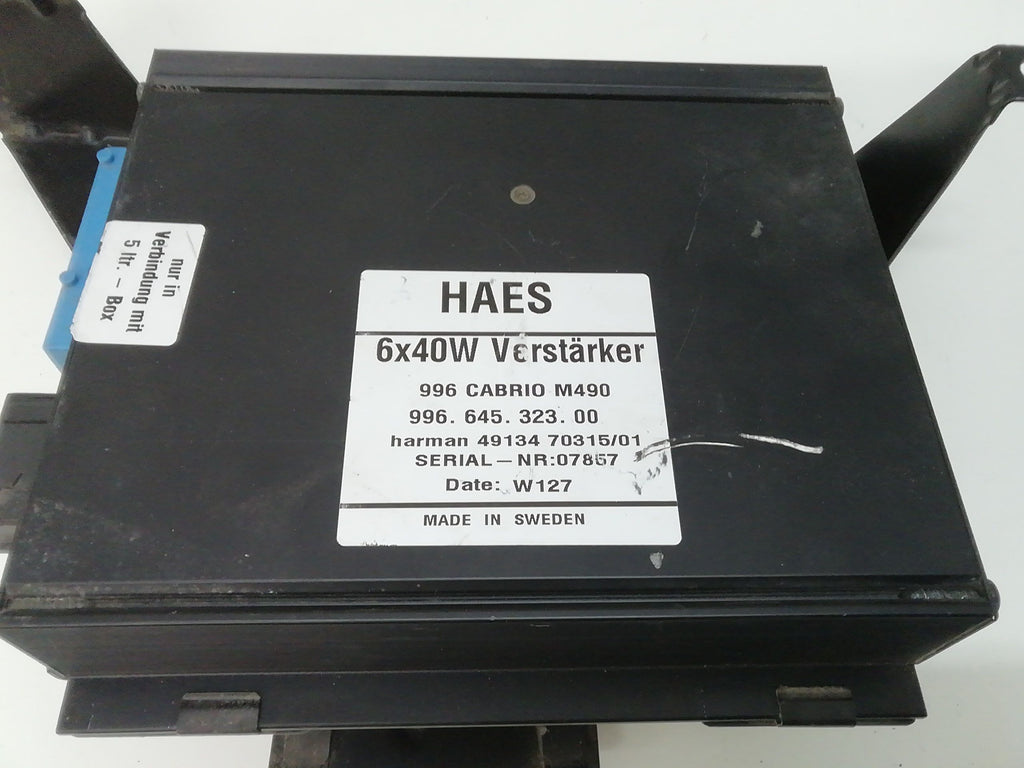 nur in
Verbindung mit
5 ltr. – Box
HAES
6x40W Verstärker
996 CABRIO M490
996. 645. 323. 00
harman 49134 70315/01
SERIAL – NR:07867
Date: W127
MADE IN SWEDEN